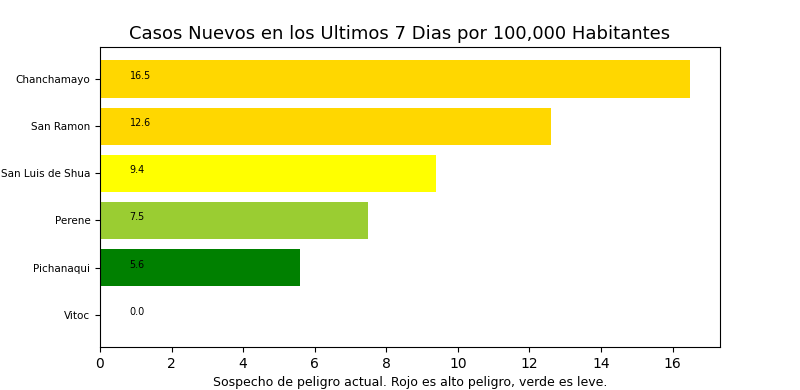 Casos Nuevos en los Ultimos 7 Dias por 100,000 Habitantes
Chanchamayo 16.5
San Ramon 12.6
San Luis de Shua 9.4
Perene 7.5
Pichanaqui 5.6
Vitoc 0.0
0 2 4 6 8 10 12 14 16
Sospecho de peligro actual. Rojo es alto peligro, verde es leve.